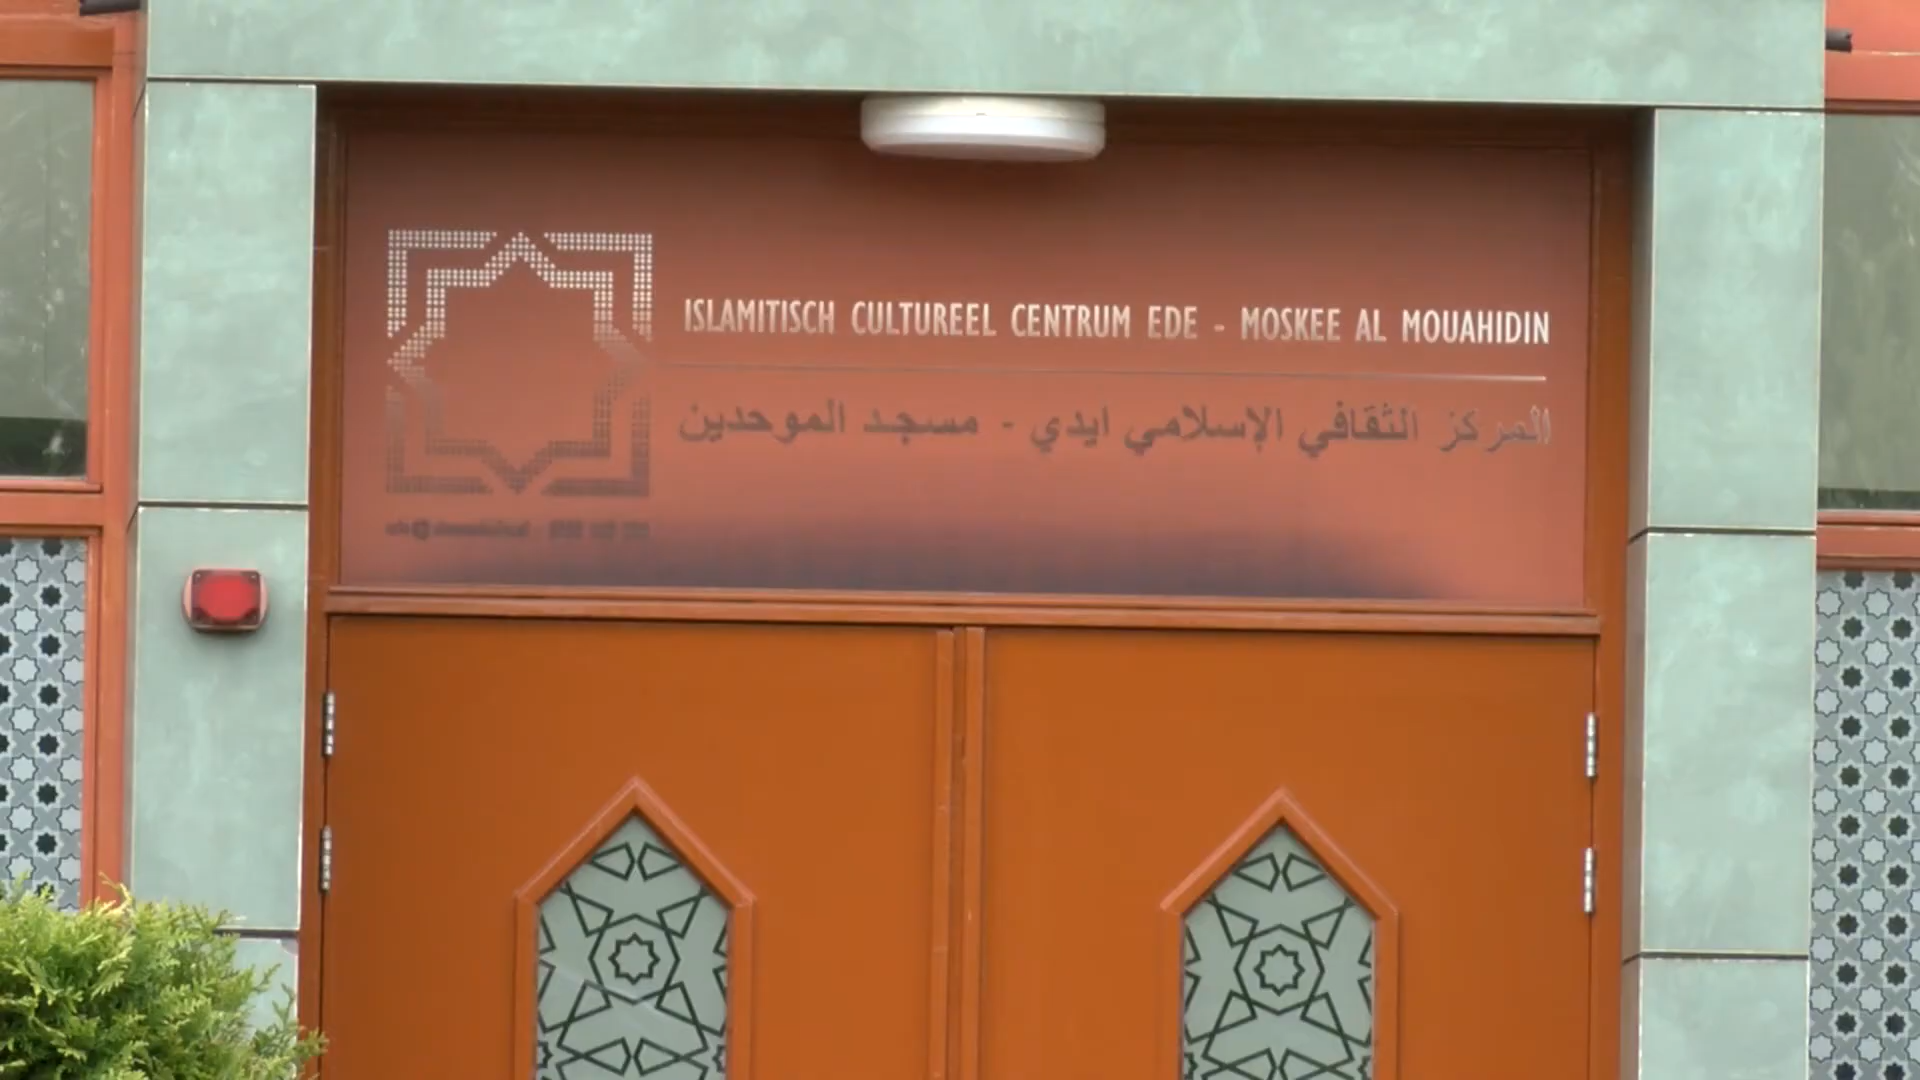 ISLAMITISCH CULTUREEL CENTRUM EDE - MOSKEE AL MOUAHIDIN
المركز الثقافي الإسلامي ايدي - مسجد الموحدين